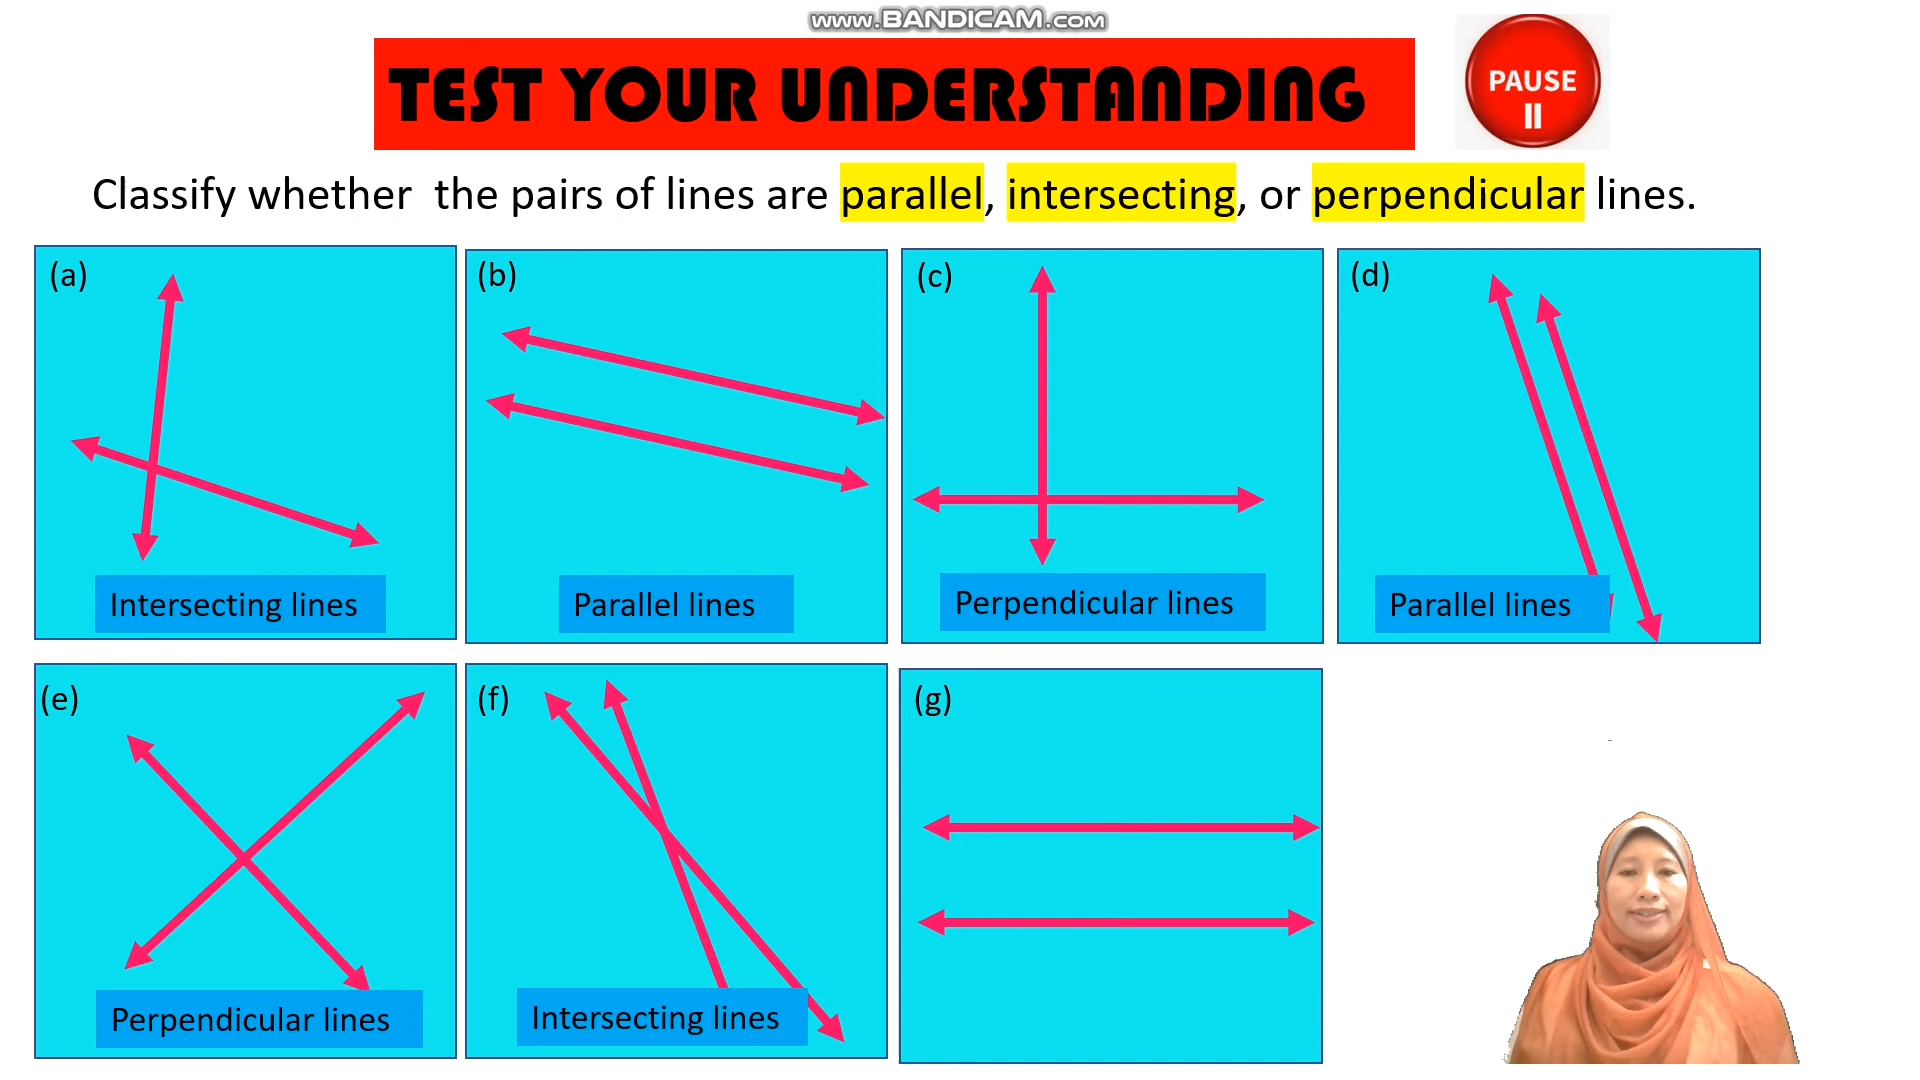 www.BANDICAM.com
TEST YOUR UNDERSTANDING
PAUSE
Classify whether the pairs of lines are parallel, intersecting, or perpendicular lines.
(a)
Intersecting lines
(b)
Parallel lines
(c)
Perpendicular lines
(d)
Parallel lines
(e)
Perpendicular lines
(f)
Intersecting lines
(g)